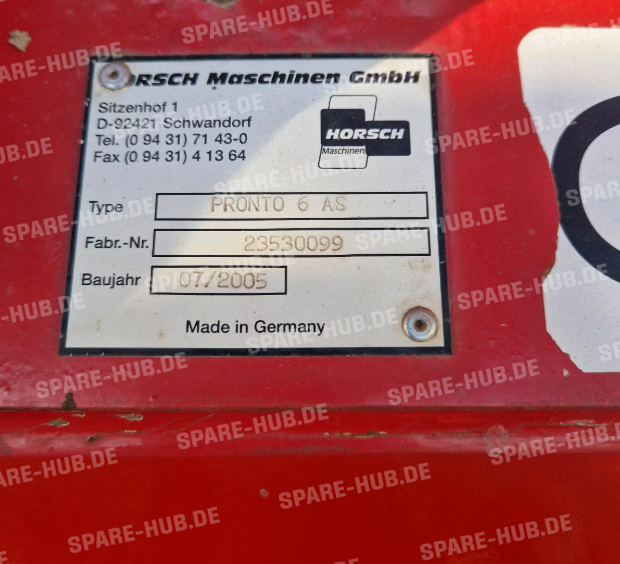 HORSCH Maschinen GmbH
Sitzenhof 1
D-92421 Schwandorf
Tel. (0 94 31) 71 43-0
Fax (0 94 31) 4 13 64
HORSCH
Maschinen
Type PRONTO 6 AS
Fabr.-Nr. 23530099
Baujahr 07/2005
Made in Germany
SPARE-HUB.DE